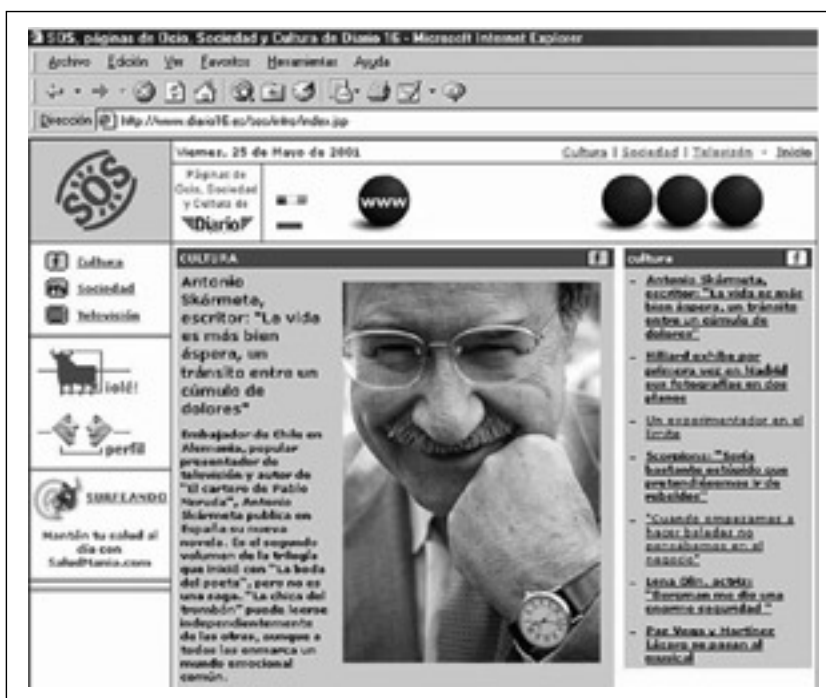 SOS, páginas de Ocio, Sociedad y Cultura de Diario 16 - Microsoft Internet Explorer
Archivo Edición Ver Favoritos Herramientas Ayuda
Dirección http://www.diario16.es/sos/intro/index.jsp
SOS
Viernes, 25 de Mayo de 2001
Cultura | Sociedad | Televisión · Inicio
Páginas de
Ocio, Sociedad
y Cultura de
Diario
www
Cultura
Sociedad
Televisión
¡olé!
perfil
SURFEANDO
Mantén tu salud al
día con
SaludMania.com
CULTURA
Antonio
Skármeta,
escritor: "La vida
es más bien
áspera, un
tránsito entre un
cúmulo de
dolores"
Embajador de Chile en
Alemania, popular
presentador de
televisión y autor de
"El cartero de Pablo
Neruda", Antonio
Skármeta publica en
España su nueva
novela. Es el segundo
volumen de la trilogía
que inició con "La boda
del poeta", pero no es
una saga. "La chica del
trombón" puede leerse
independientemente
de las otras, aunque a
todas las enmarca un
mundo emocional
común.
cultura
- Antonio Skármeta,
escritor: "La vida es más
bien áspera, un tránsito
entre un cúmulo de
dolores"
- Hilliard exhibe por
primera vez en Madrid
sus fotografías en dos
planos
- Un experimentador en el
límite
- Scorpions: "Sería
bastante estúpido que
pretendiéramos ir de
rebeldes"
- "Cuando empezamos a
hacer baladas no
pensábamos en el
negocio"
- Lena Olin, actriz:
"Bergman me dio una
enorme seguridad "
- Paz Vega y Martínez
Lázaro se pasan al
musical